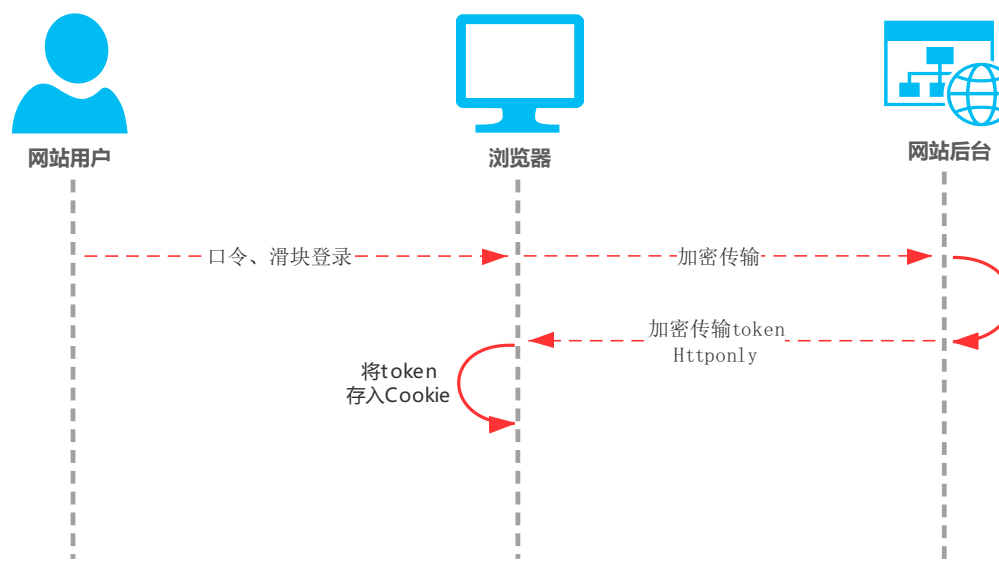 网站用户
浏览器
网站后台
口令、滑块登录
加密传输
加密传输token
Httponly
将token
存入Cookie